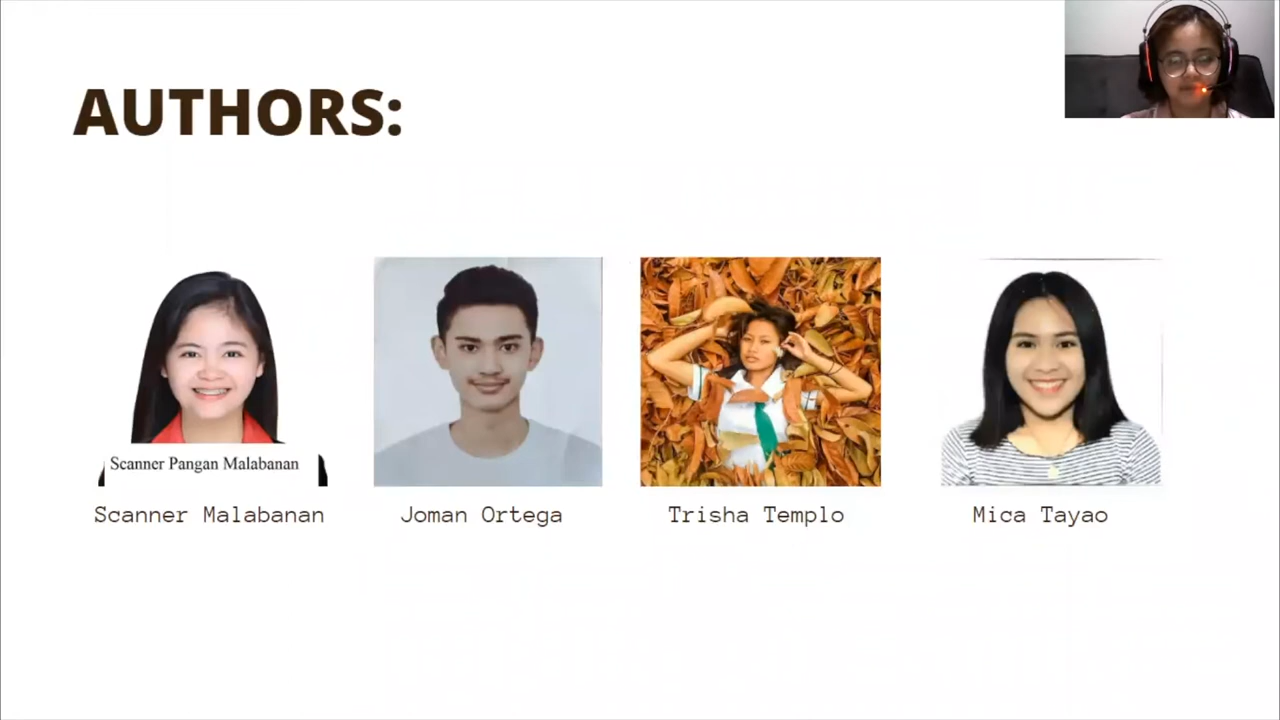 AUTHORS:
Scanner Pangan Malabanan
Scanner Malabanan
Joman Ortega
Trisha Templo
Mica Tayao